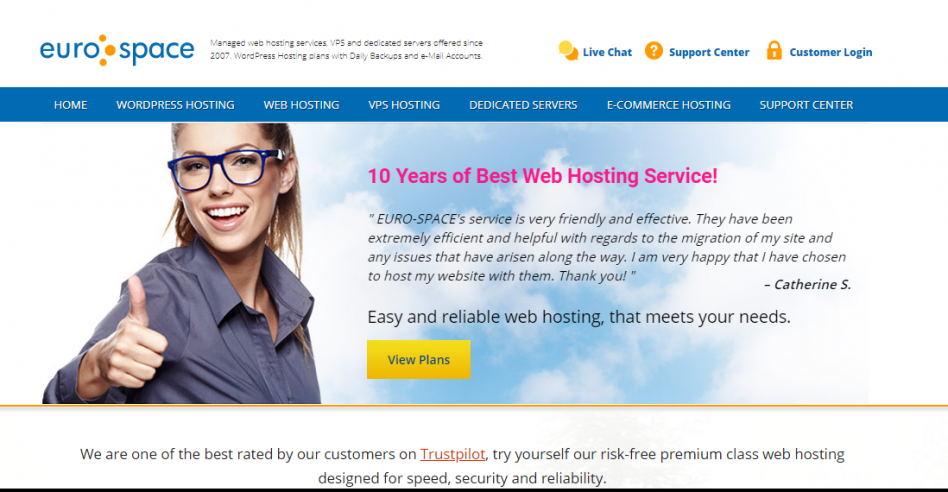 euro space
Managed web hosting services, VPS and dedicated servers offered since
2007. WordPress Hosting plans with Daily Backups and e-Mail Accounts.
Live Chat
? Support Center
Customer Login
HOME WORDPRESS HOSTING WEB HOSTING VPS HOSTING DEDICATED SERVERS E-COMMERCE HOSTING SUPPORT CENTER
10 Years of Best Web Hosting Service!
" EURO-SPACE's service is very friendly and effective. They have been
extremely efficient and helpful with regards to the migration of my site and
any issues that have arisen along the way. I am very happy that I have chosen
to host my website with them. Thank you! "
– Catherine S.
Easy and reliable web hosting, that meets your needs.
View Plans
We are one of the best rated by our customers on Trustpilot, try yourself our risk-free premium class web hosting
designed for speed, security and reliability.